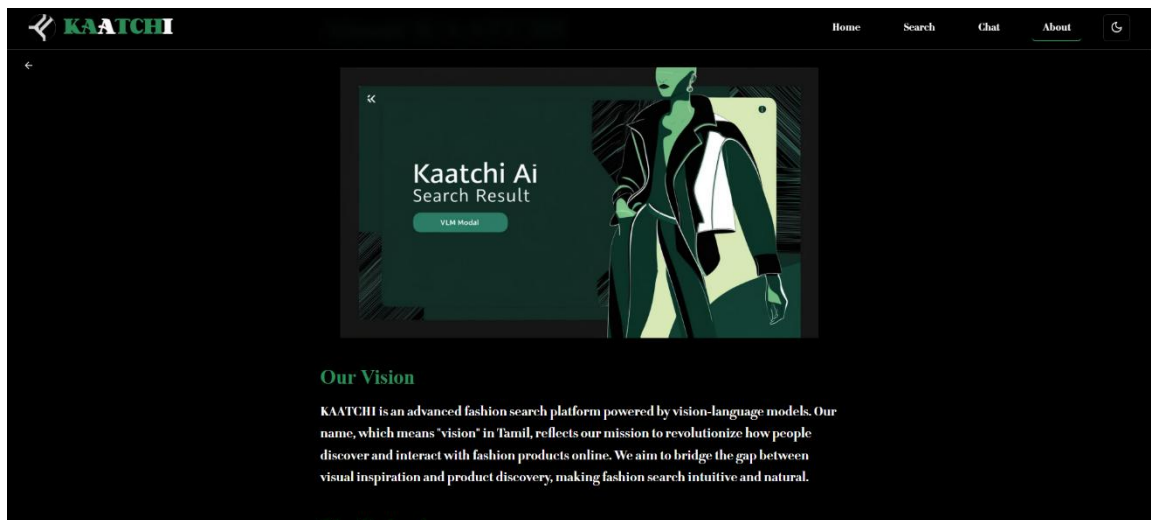 KAATCHI
Home Search Chat About
Kaatchi Ai
Search Result
VLM Modal
Our Vision
KAATCHI is an advanced fashion search platform powered by vision-language models. Our
name, which means "vision" in Tamil, reflects our mission to revolutionize how people
discover and interact with fashion products online. We aim to bridge the gap between
visual inspiration and product discovery, making fashion search intuitive and natural.